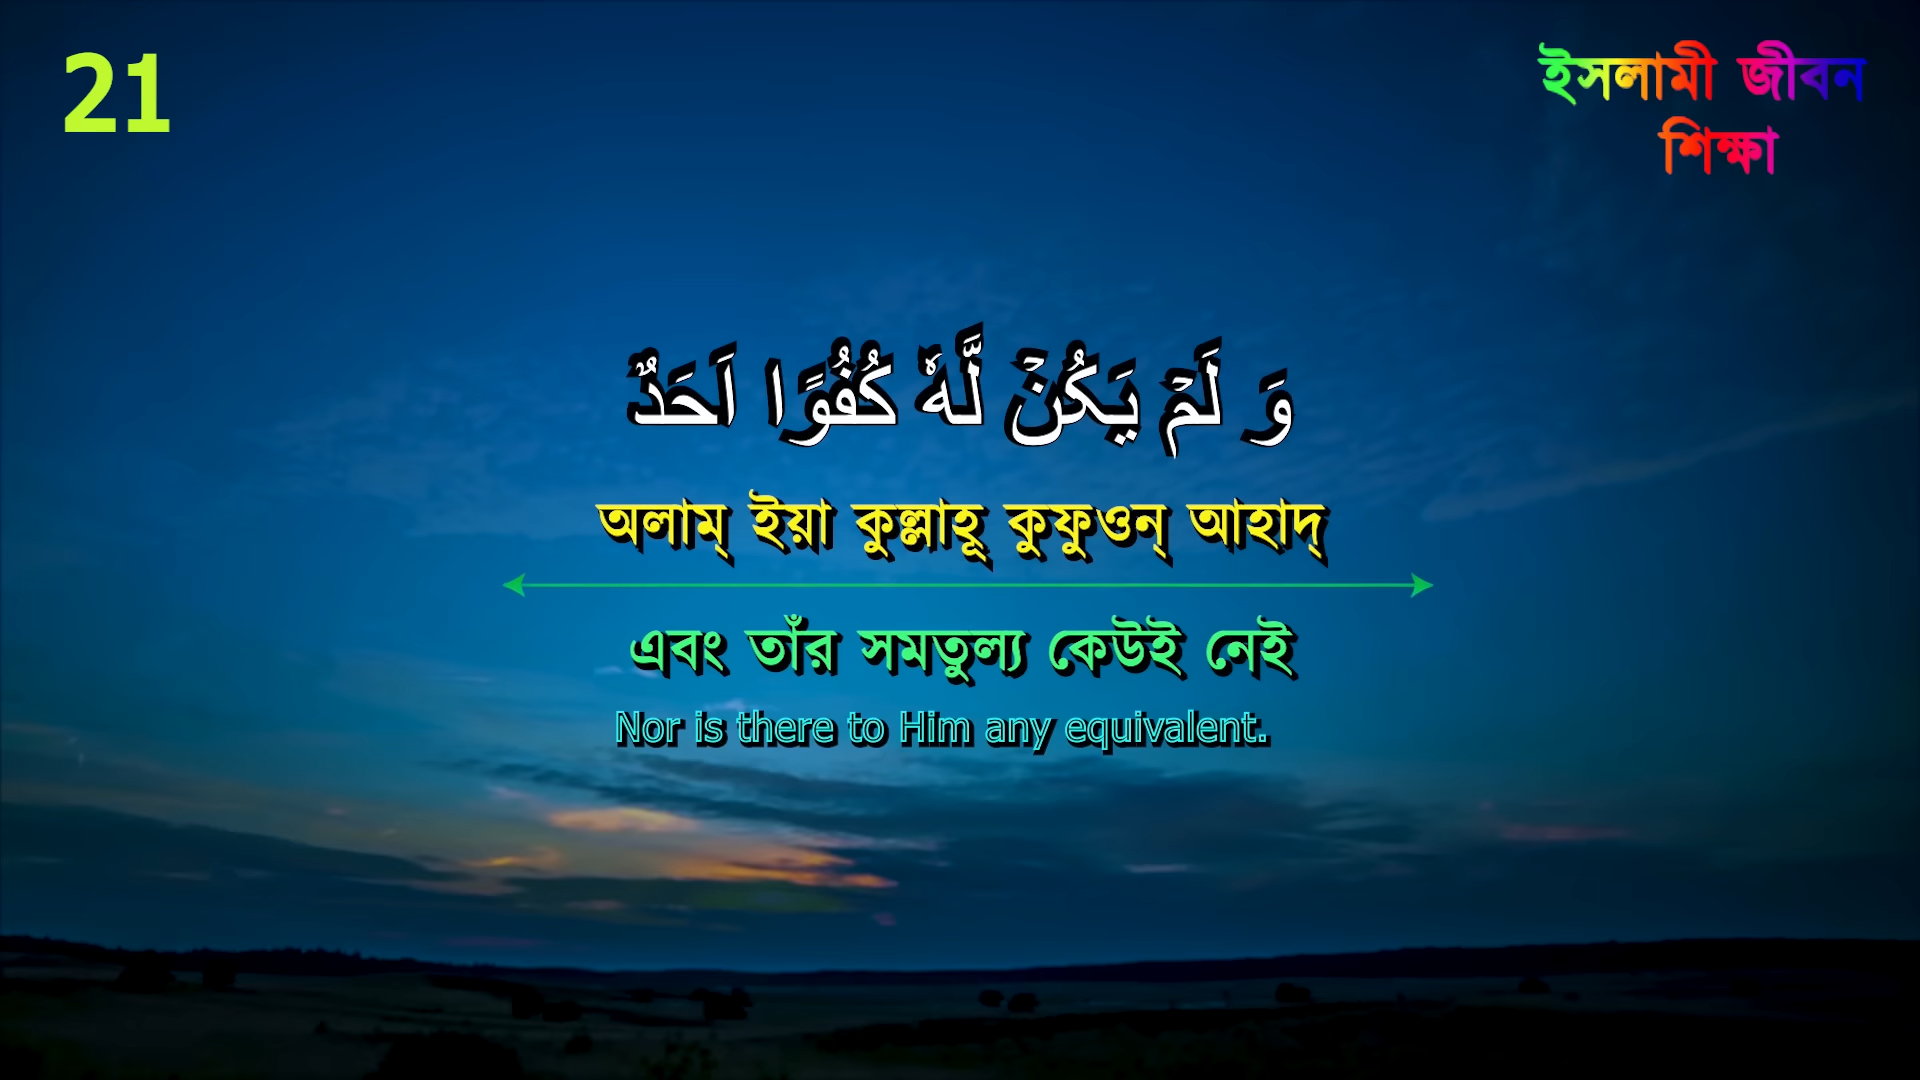 21
ইসলামী জীবন
শিক্ষা
وَ لَمۡ یَکُنۡ لَّهٗ کُفُوًا اَحَدٌ
অলাম্ ইয়া কুল্লাহূ কুফুওন্ আহাদ্
এবং তাঁর সমতুল্য কেউই নেই
Nor is there to Him any equivalent.